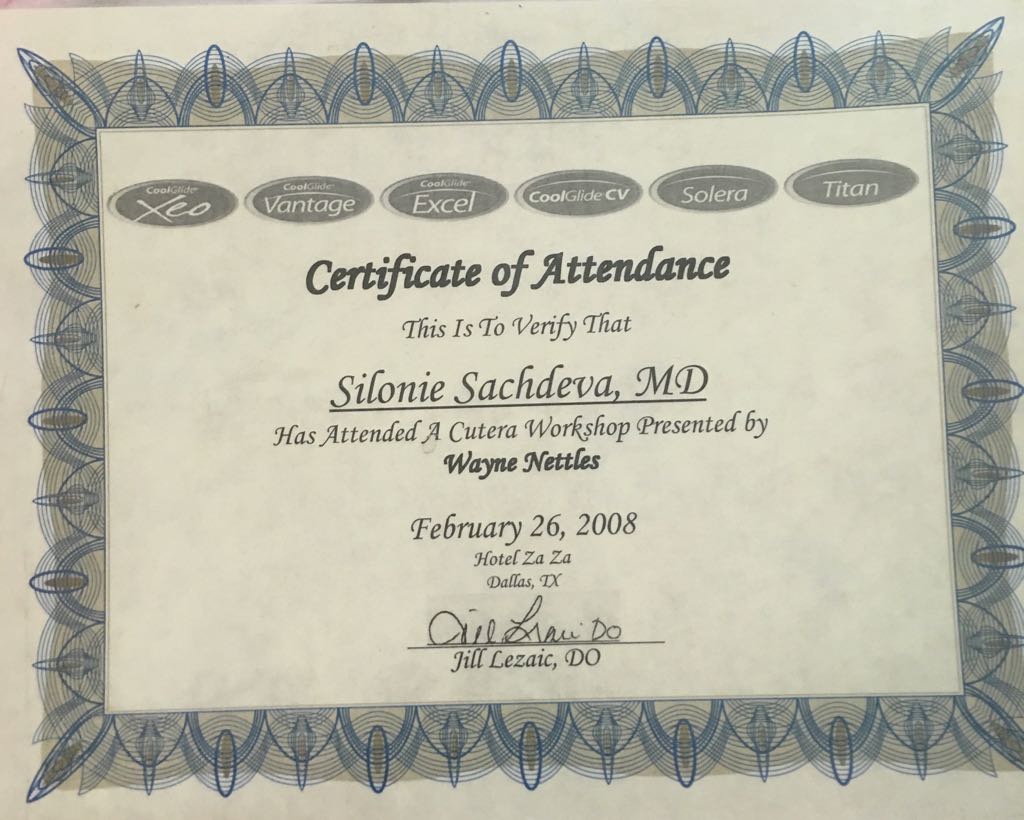 CoolGlide Xeo
CoolGlide Vantage
CoolGlide Excel
CoolGlide CV
Solera
Titan
Certificate of Attendance
This Is To Verify That
Silonie Sachdeva, MD
Has Attended A Cutera Workshop Presented by
Wayne Nettles
February 26, 2008
Hotel Za Za
Dallas, TX
Jill Lezaic DO
Jill Lezaic, DO